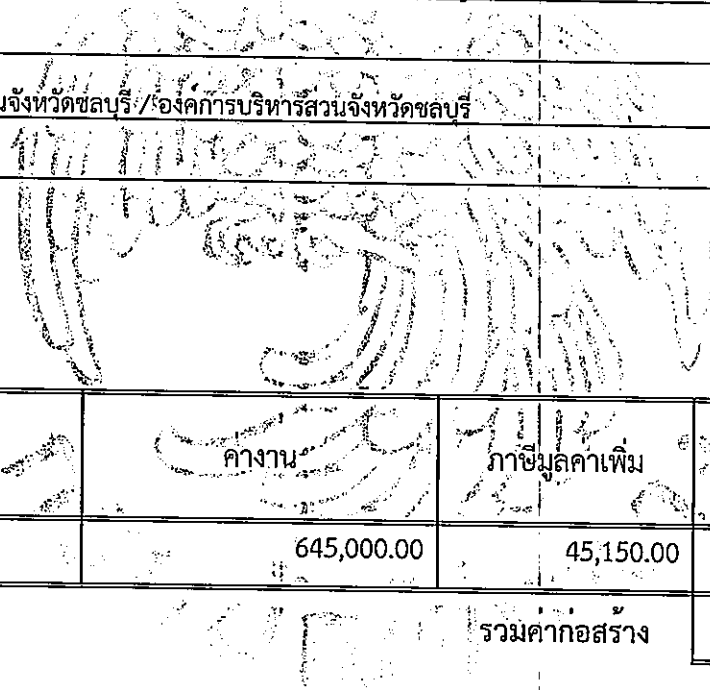 นจังหวัดชลบุรี / องค์การบริหารส่วนจังหวัดชลบุรี
ค่างาน ภาษีมูลค่าเพิ่ม
645,000.00 45,150.00
รวมค่าก่อสร้าง